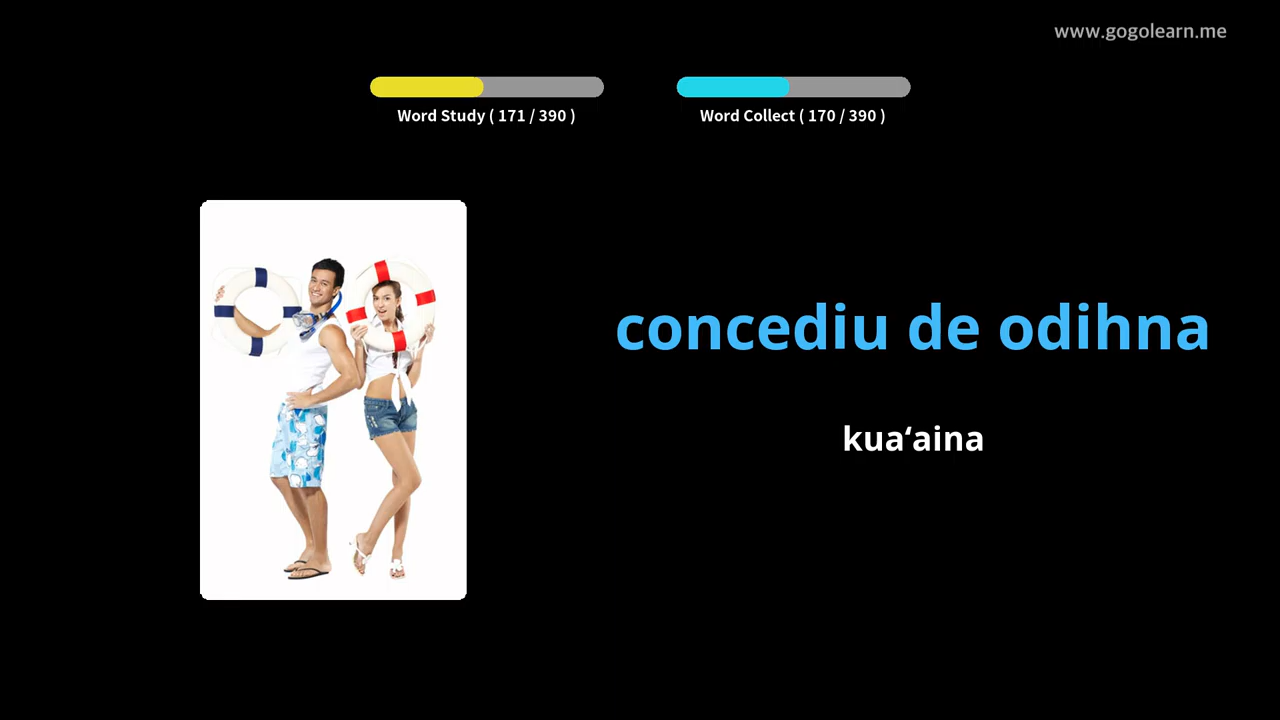 www.gogolearn.me
Word Study ( 171 / 390 )
Word Collect ( 170 / 390 )
concediu de odihna
kuaʻaina